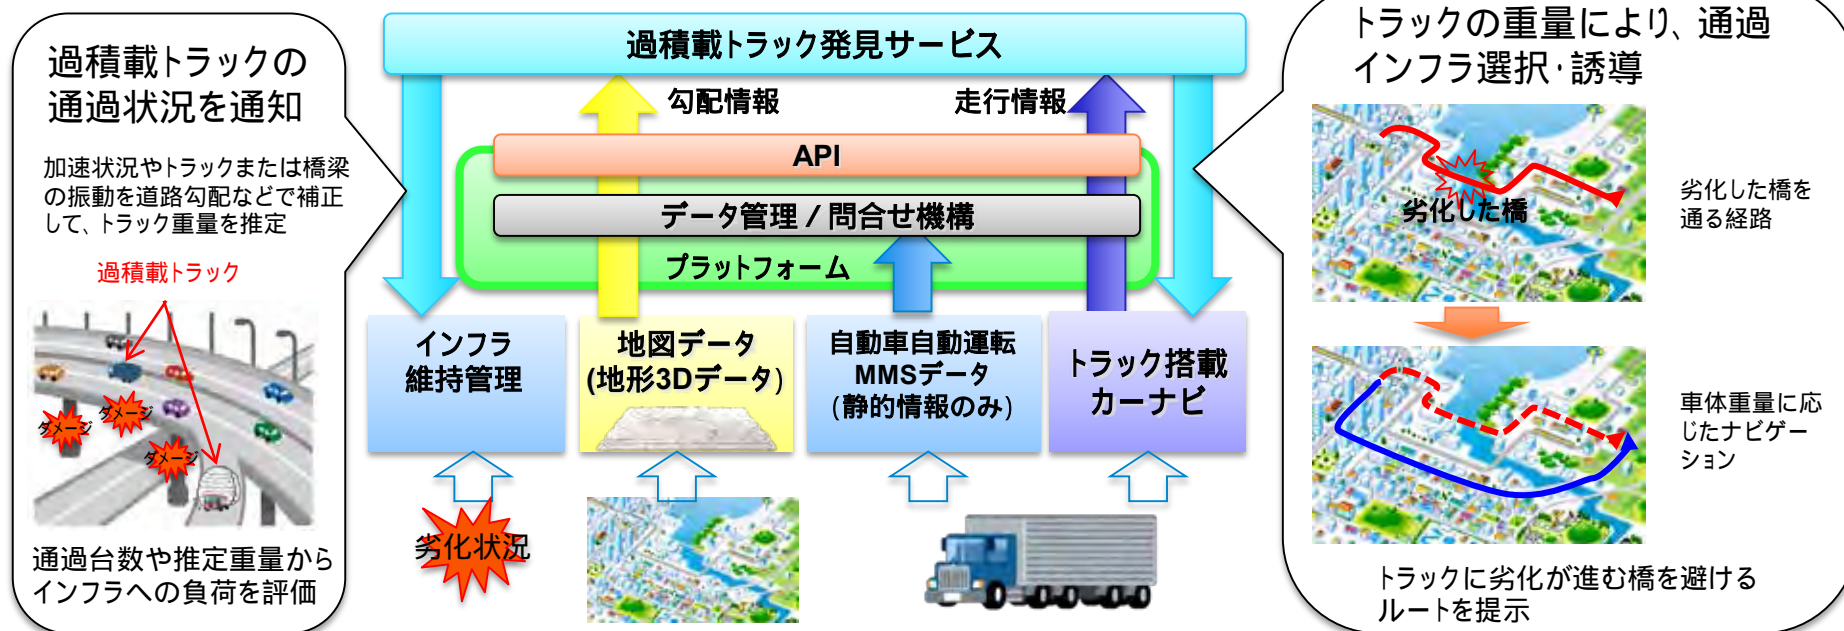 過積載トラックの
通過状況を通知
加速状況やトラックまたは橋梁
の振動を道路勾配などで補正
して、トラック重量を推定
過積載トラック
ダメージ
ダメージ
ダメージ
通過台数や推定重量から
インフラへの負荷を評価
過積載トラック発見サービス
勾配情報
走行情報
API
データ管理 / 問合せ機構
プラットフォーム
インフラ
維持管理
地図データ
(地形3Dデータ)
自動車自動運転
MMSデータ
(静的情報のみ)
トラック搭載
カーナビ
劣化状況
トラックの重量により、通過
インフラ選択・誘導
劣化した橋
劣化した橋を
通る経路
車体重量に応
じたナビゲー
ション
トラックに劣化が進む橋を避ける
ルートを提示